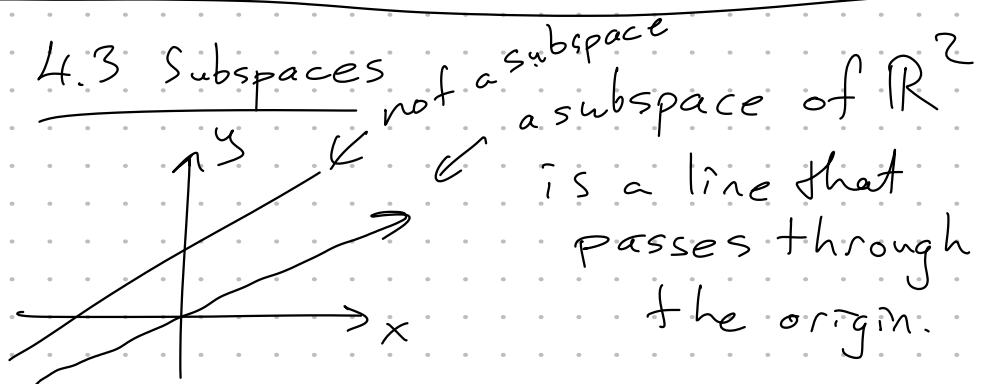 4.3 Subspaces
not a subspace
a subspace of ℝ²
is a line that
passes through
the origin.
y
x